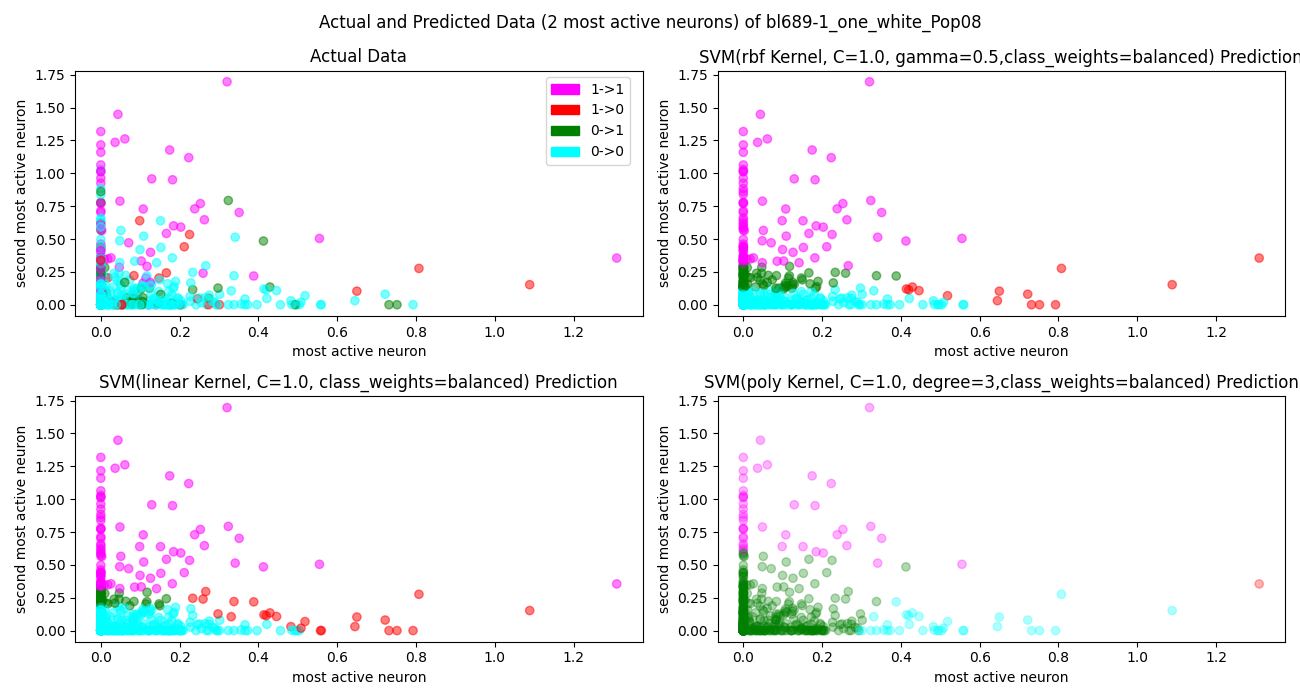 Actual and Predicted Data (2 most active neurons) of bl689-1_one_white_Pop08
Actual Data
second most active neuron
1.75
1.50
1.25
1.00
0.75
0.50
0.25
0.00
1->1
1->0
0->1
0->0
0.0 0.2 0.4 0.6 0.8 1.0 1.2
most active neuron
SVM(rbf Kernel, C=1.0, gamma=0.5,class_weights=balanced) Prediction
second most active neuron
1.75
1.50
1.25
1.00
0.75
0.50
0.25
0.00
0.0 0.2 0.4 0.6 0.8 1.0 1.2
most active neuron
SVM(linear Kernel, C=1.0, class_weights=balanced) Prediction
second most active neuron
1.75
1.50
1.25
1.00
0.75
0.50
0.25
0.00
0.0 0.2 0.4 0.6 0.8 1.0 1.2
most active neuron
SVM(poly Kernel, C=1.0, degree=3,class_weights=balanced) Prediction
second most active neuron
1.75
1.50
1.25
1.00
0.75
0.50
0.25
0.00
0.0 0.2 0.4 0.6 0.8 1.0 1.2
most active neuron